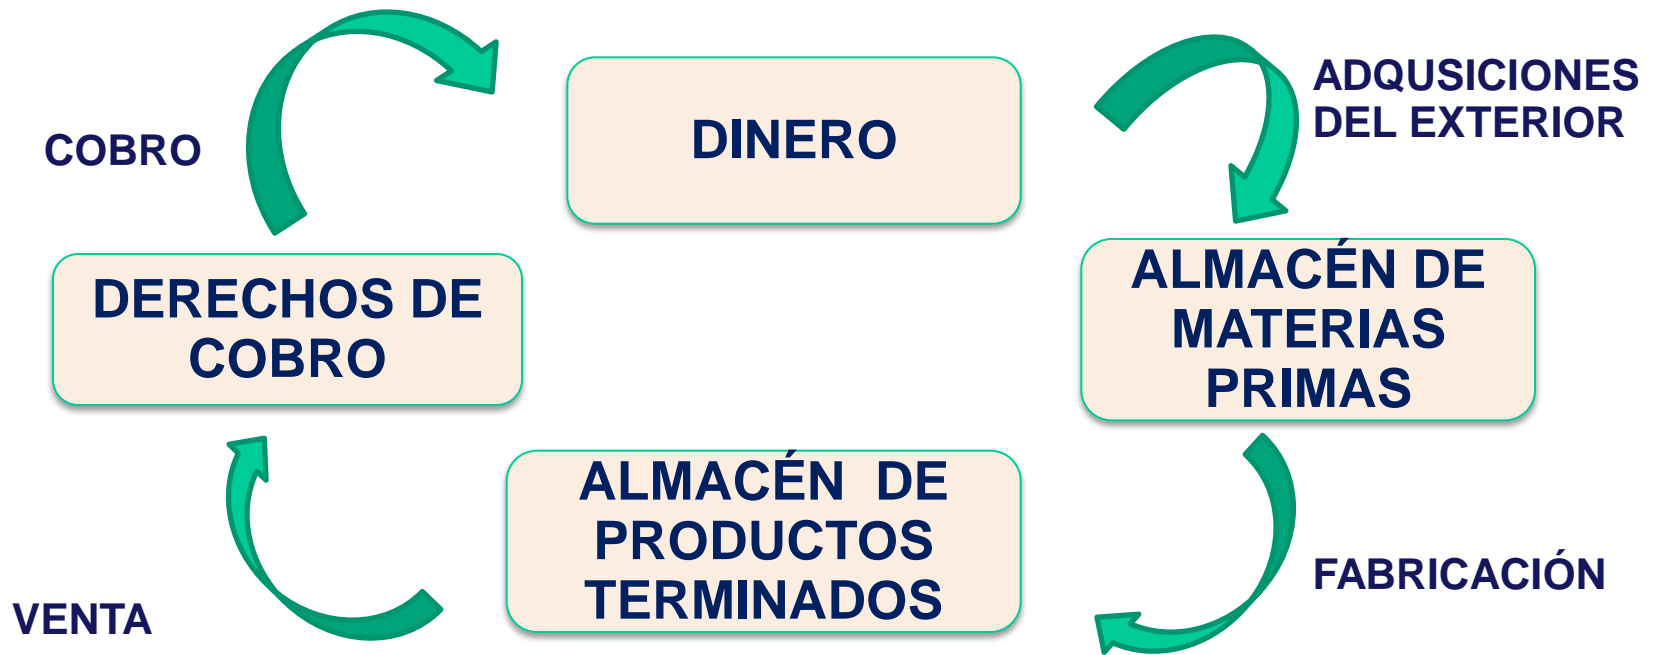 DINERO
ADQUSICIONES
DEL EXTERIOR
COBRO
DERECHOS DE
COBRO
ALMACÉN DE
MATERIAS
PRIMAS
ALMACÉN DE
PRODUCTOS
TERMINADOS
FABRICACIÓN
VENTA